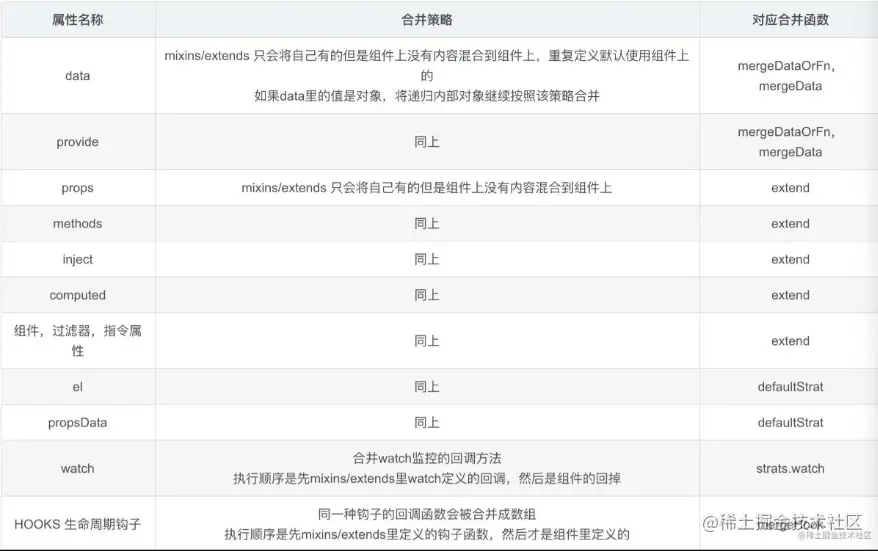 属性名称 合并策略 对应合并函数
data mixins/extends 只会将自己有的但是组件上没有内容混合到组件上，重复定义默认使用组件上的
如果data里的值是对象，将递归内部对象继续按照该策略合并 mergeDataOrFn，
mergeData
provide 同上 mergeDataOrFn，
mergeData
props mixins/extends 只会将自己有的但是组件上没有内容混合到组件上 extend
methods 同上 extend
inject 同上 extend
computed 同上 extend
组件，过滤器，指令属
性 同上 extend
el 同上 defaultStrat
propsData 同上 defaultStrat
watch 合并watch监控的回调方法
执行顺序是先mixins/extends里watch定义的回调，然后是组件的回掉 strats.watch
HOOKS 生命周期钩子 同一种钩子的回调函数会被合并成数组
执行顺序是先mixins/extends里定义的钩子函数，然后才是组件里定义的 mergeHook
@稀土掘金技术社区
@稀土掘金技术社区